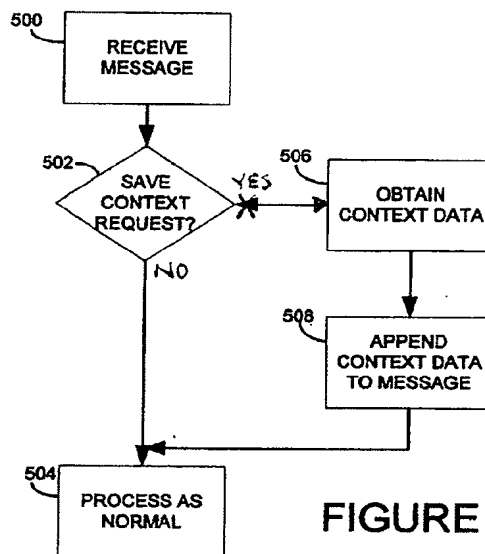 500
RECEIVE
MESSAGE
502
SAVE
CONTEXT
REQUEST?
YES
506
OBTAIN
CONTEXT DATA
NO
508
APPEND
CONTEXT DATA
TO MESSAGE
504
PROCESS AS
NORMAL
FIGURE